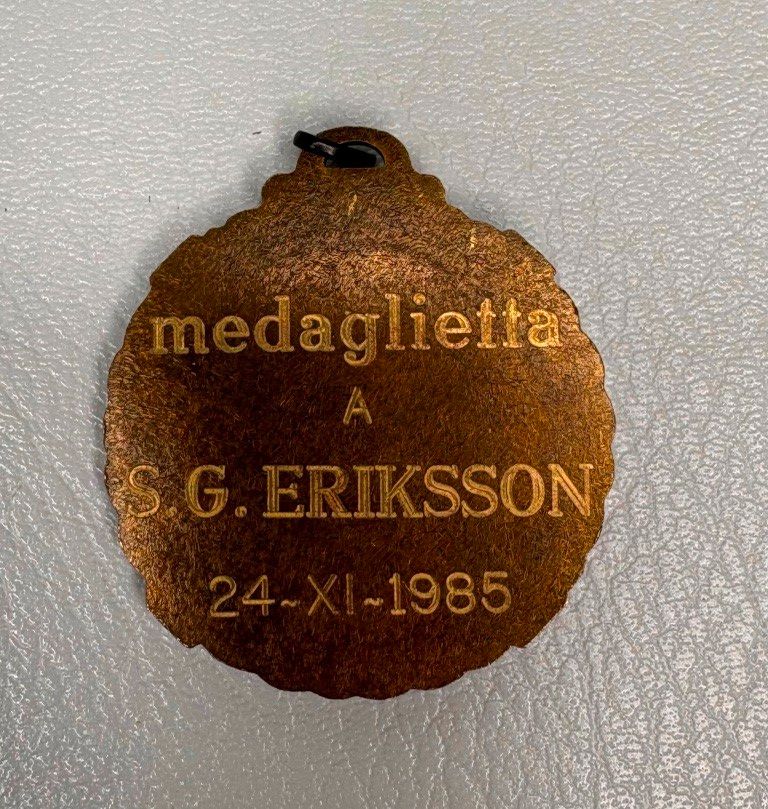 medaglietta
A
S.G. ERIKSSON
24~XI~1985